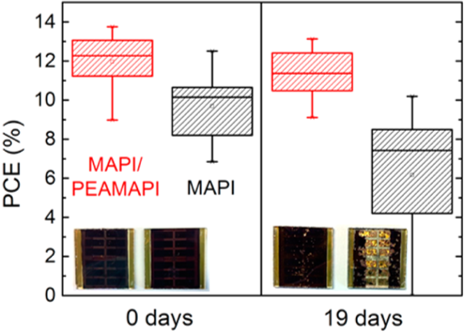 14
12
10
8
6
4
2
0
PCE (%)
MAPI/
PEAMAPI
MAPI
0 days
19 days